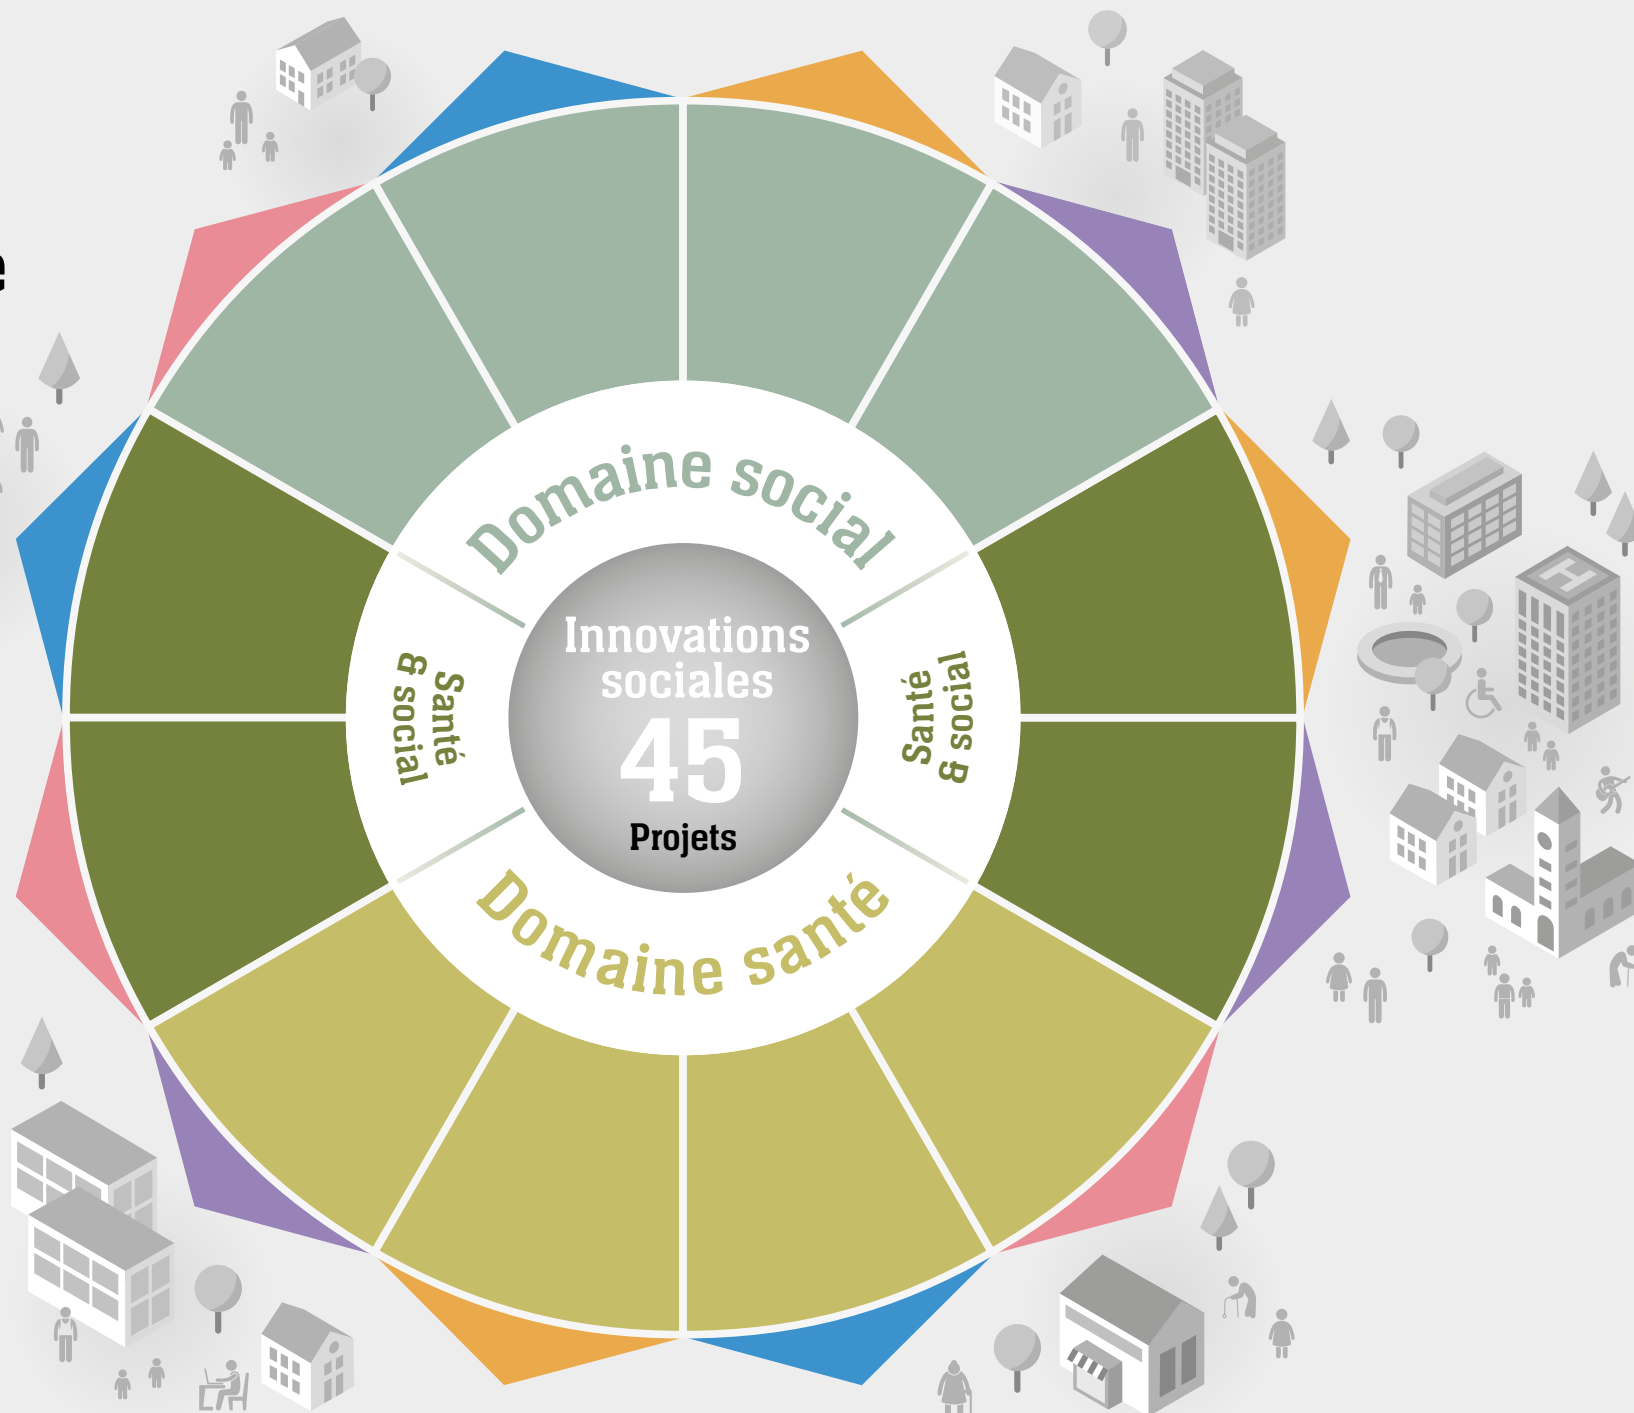 e
Domaine social
Santé
& social
Innovations
sociales
45
Projets
Santé
& social
Domaine santé